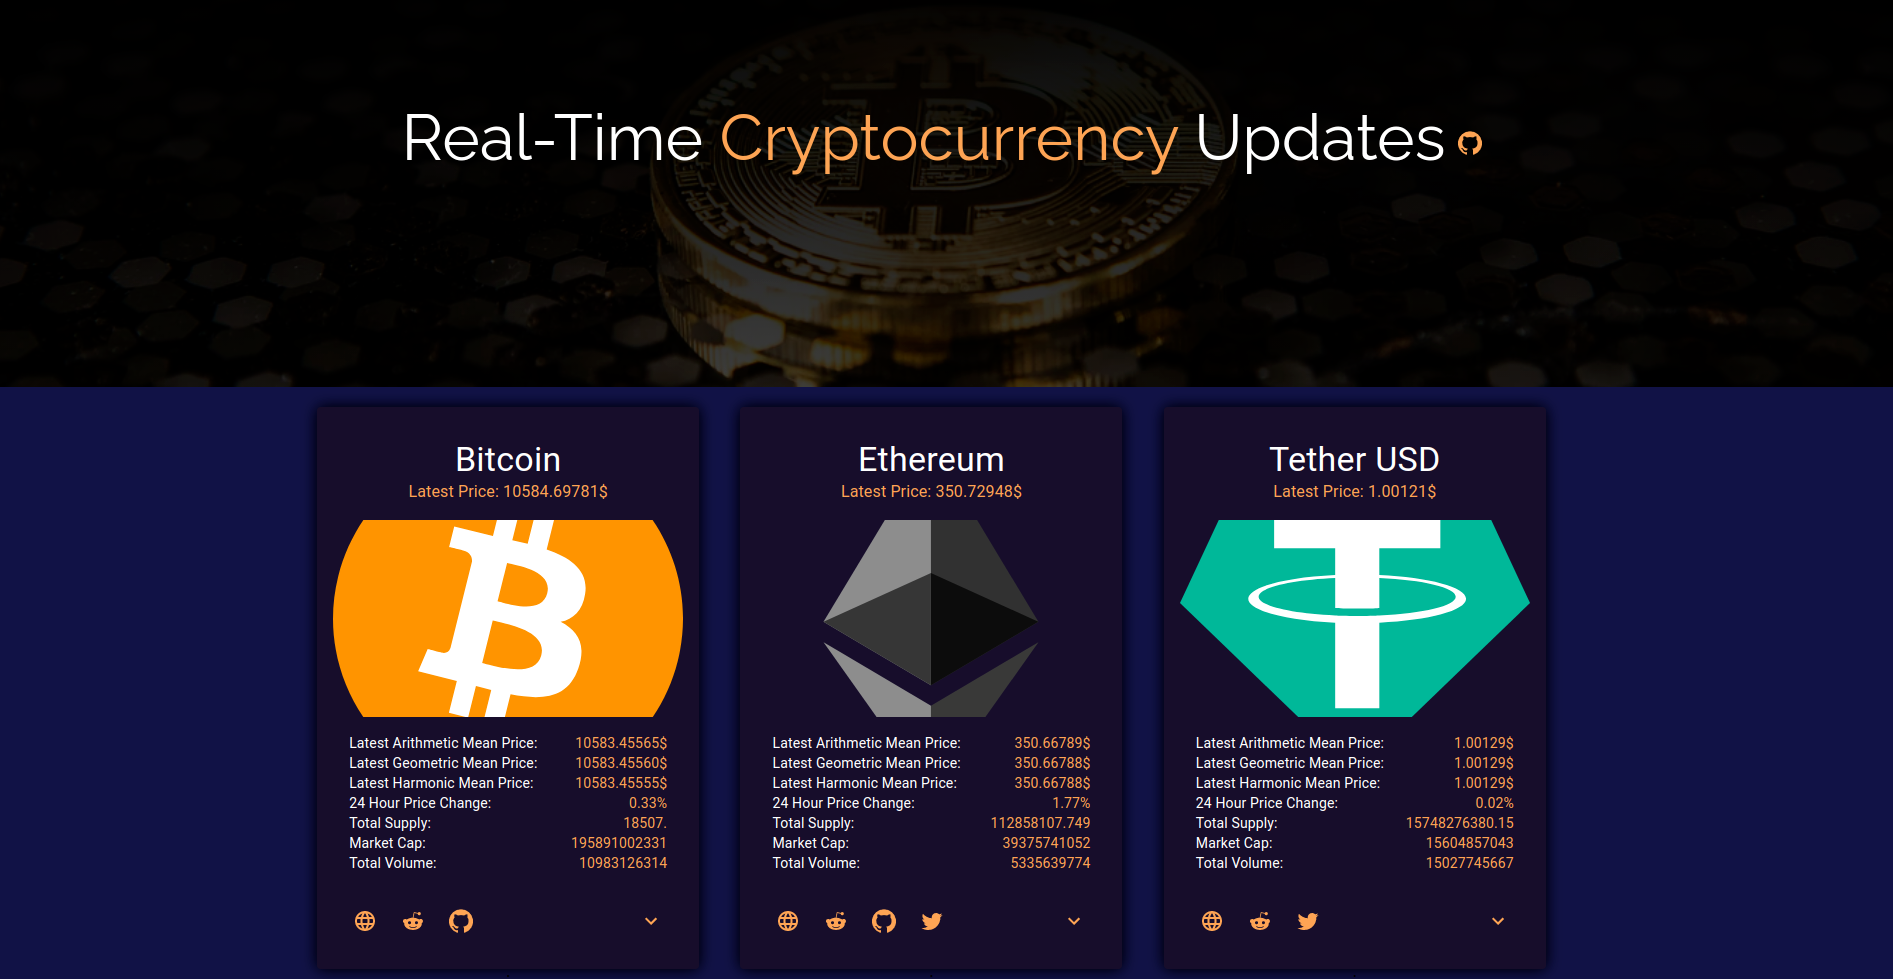 Real-Time Cryptocurrency Updates
Bitcoin
Latest Price: 10584.69781$
Latest Arithmetic Mean Price: 10583.45565$
Latest Geometric Mean Price: 10583.45560$
Latest Harmonic Mean Price: 10583.45555$
24 Hour Price Change: 0.33%
Total Supply: 18507.
Market Cap: 195891002331
Total Volume: 10983126314
Ethereum
Latest Price: 350.72948$
Latest Arithmetic Mean Price: 350.66789$
Latest Geometric Mean Price: 350.66788$
Latest Harmonic Mean Price: 350.66788$
24 Hour Price Change: 1.77%
Total Supply: 112858107.749
Market Cap: 39375741052
Total Volume: 5335639774
Tether USD
Latest Price: 1.00121$
Latest Arithmetic Mean Price: 1.00129$
Latest Geometric Mean Price: 1.00129$
Latest Harmonic Mean Price: 1.00129$
24 Hour Price Change: 0.02%
Total Supply: 15748276380.15
Market Cap: 15604857043
Total Volume: 15027745667